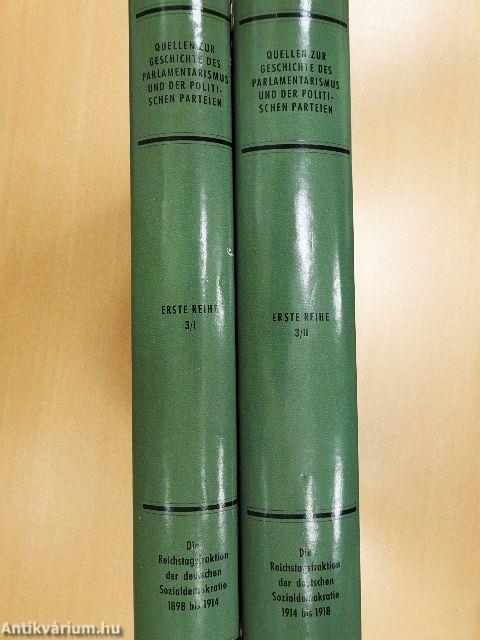 QUELLEN ZUR
GESCHICHTE DES
PARLAMENTARISMUS
UND DER POLITI-
SCHEN PARTEIEN
ERSTE REIHE
3/I
Die
Reichstagsfraktion
der deutschen
Sozialdemokratie
1898 bis 1914
QUELLEN ZUR
GESCHICHTE DES
PARLAMENTARISMUS
UND DER POLITI-
SCHEN PARTEIEN
ERSTE REIHE
3/II
Die
Reichstagsfraktion
der deutschen
Sozialdemokratie
1914 bis 1918
Antikvárium.hu